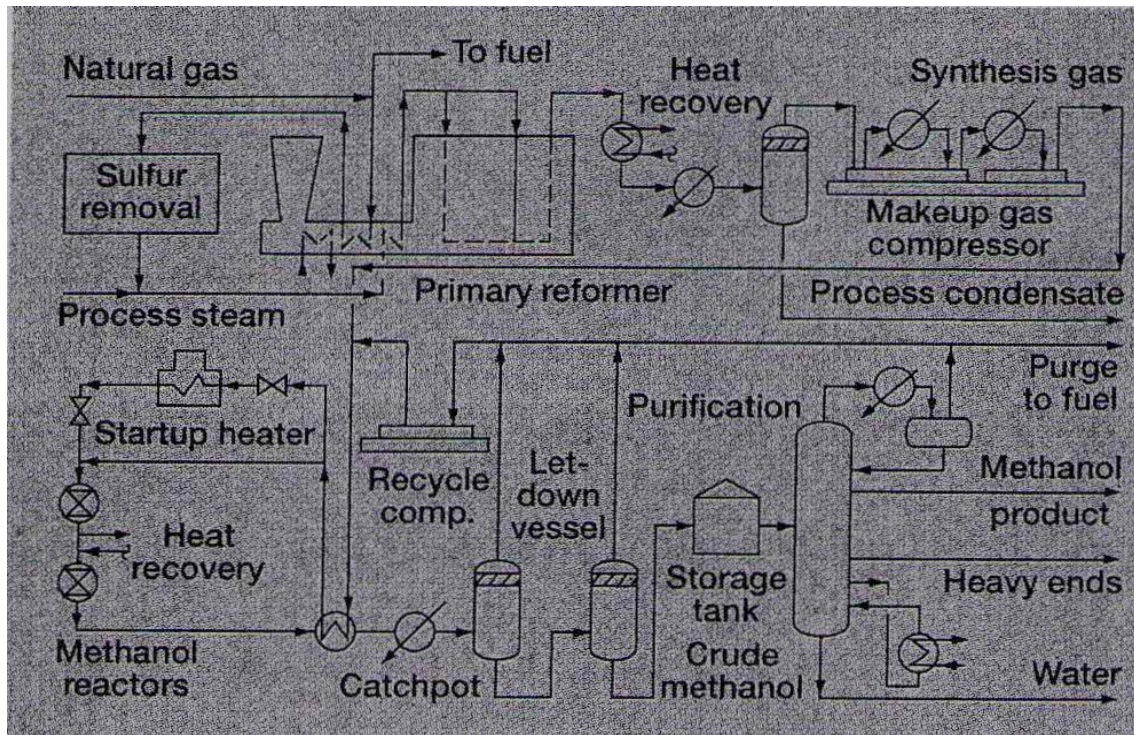 To fuel
Natural gas
Heat
recovery
Synthesis gas
Sulfur
removal
Makeup gas
compressor
Primary reformer
Process condensate
Process steam
Purge
to fuel
Purification
Startup heater
Recycle
comp.
Let-
down
vessel
Methanol
product
Heat
recovery
Heavy ends
Storage
tank
Methanol
reactors
Catchpot
Crude
methanol
Water